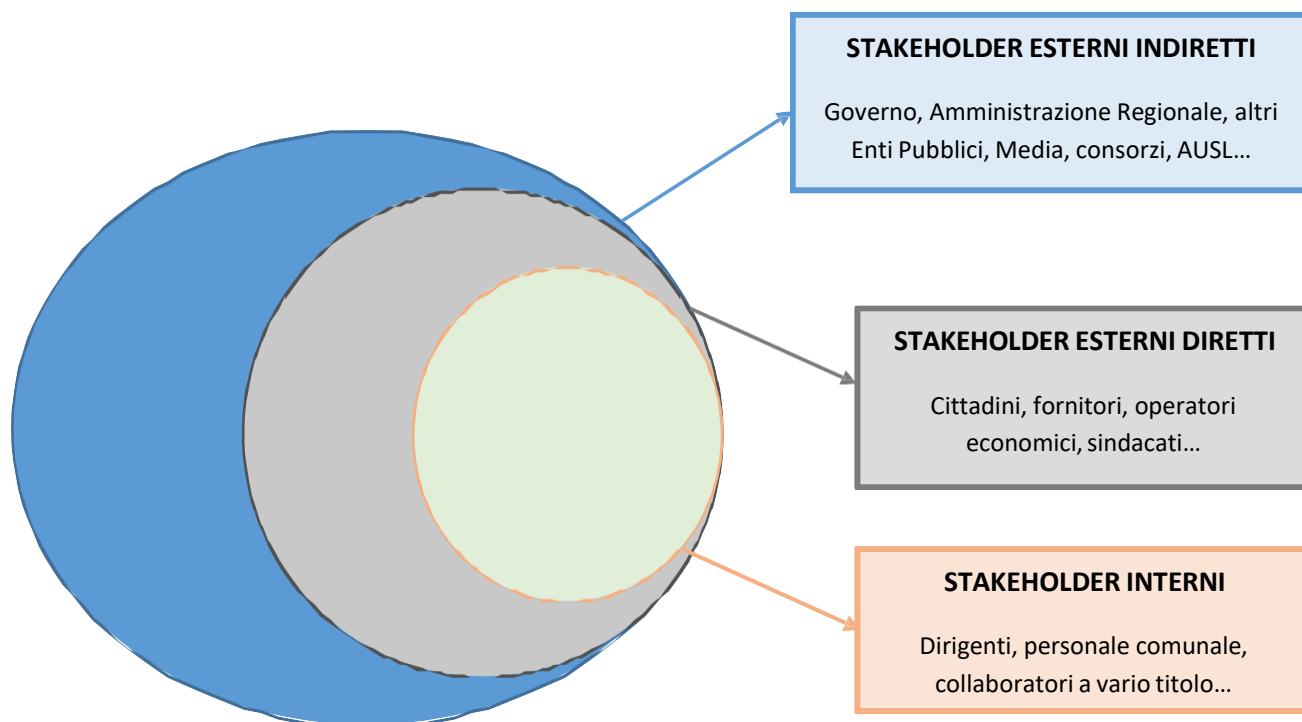 STAKEHOLDER ESTERNI INDIRETTI
Governo, Amministrazione Regionale, altri
Enti Pubblici, Media, consorzi, AUSL…
STAKEHOLDER ESTERNI DIRETTI
Cittadini, fornitori, operatori
economici, sindacati…
STAKEHOLDER INTERNI
Dirigenti, personale comunale,
collaboratori a vario titolo…